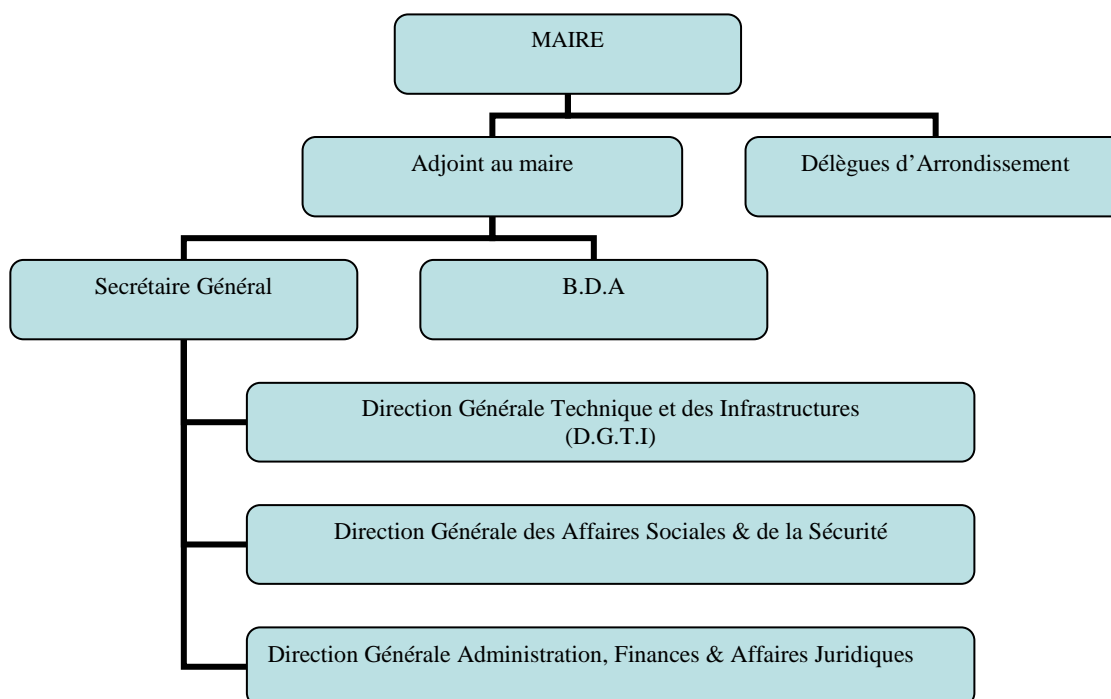 MAIRE
Adjoint au maire
Délègues d’Arrondissement
Secrétaire Général
B.D.A
Direction Générale Technique et des Infrastructures
(D.G.T.I)
Direction Générale des Affaires Sociales & de la Sécurité
Direction Générale Administration, Finances & Affaires Juridiques